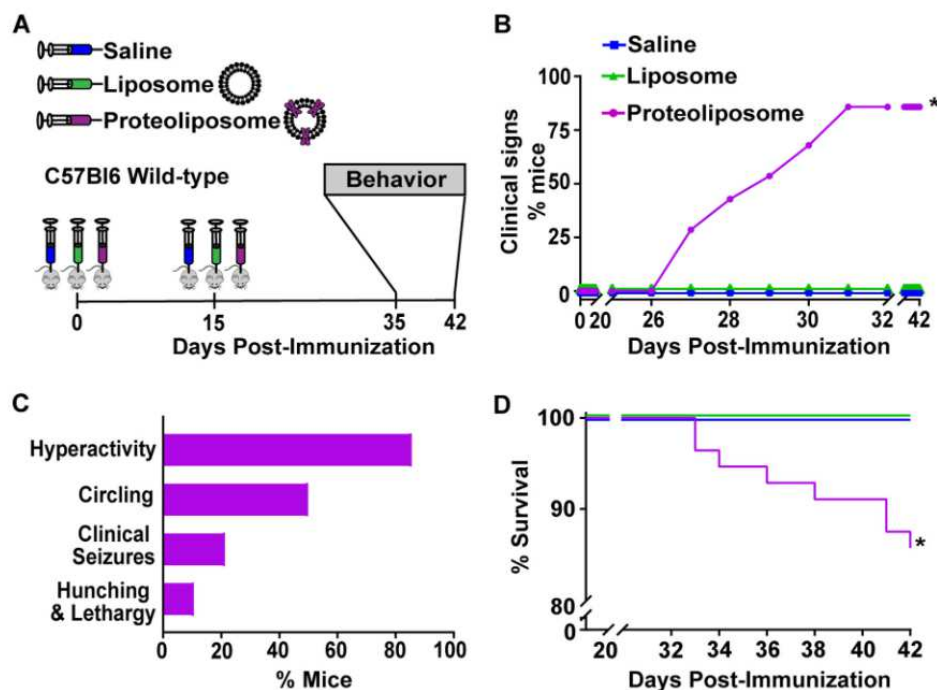 A
Saline
Liposome
Proteoliposome
C57Bl6 Wild-type
Behavior
0 15 35 42
Days Post-Immunization
B
Saline
Liposome
Proteoliposome
100
75
50
25
0
Clinical signs
% mice
*
0 20 26 28 30 32 42
Days Post-Immunization
C
Hyperactivity
Circling
Clinical
Seizures
Hunching
& Lethargy
0 20 40 60 80 100
% Mice
D
100
90
80
0
% Survival
*
20 32 34 36 38 40 42
Days Post-Immunization